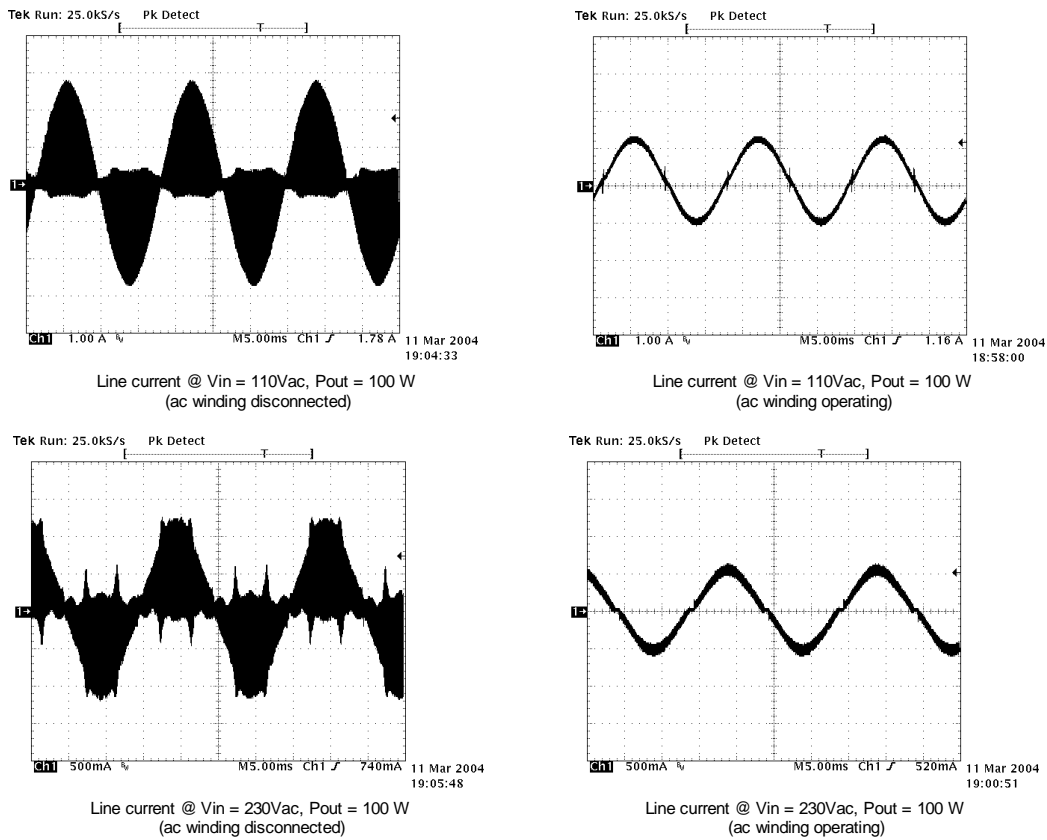 Tek Run: 25.0kS/s Pk Detect
T
1→
Ch1 1.00 A M5.00ms Ch1 1.78 A 11 Mar 2004
19:04:33
Line current @ Vin = 110Vac, Pout = 100 W
(ac winding disconnected)
Tek Run: 25.0kS/s Pk Detect
T
1→
Ch1 1.00 A M5.00ms Ch1 1.16 A 11 Mar 2004
18:58:00
Line current @ Vin = 110Vac, Pout = 100 W
(ac winding operating)
Tek Run: 25.0kS/s Pk Detect
T
1→
Ch1 500mA M5.00ms Ch1 740mA 11 Mar 2004
19:05:48
Line current @ Vin = 230Vac, Pout = 100 W
(ac winding disconnected)
Tek Run: 25.0kS/s Pk Detect
T
1→
Ch1 500mA M5.00ms Ch1 520mA 11 Mar 2004
19:00:51
Line current @ Vin = 230Vac, Pout = 100 W
(ac winding operating)